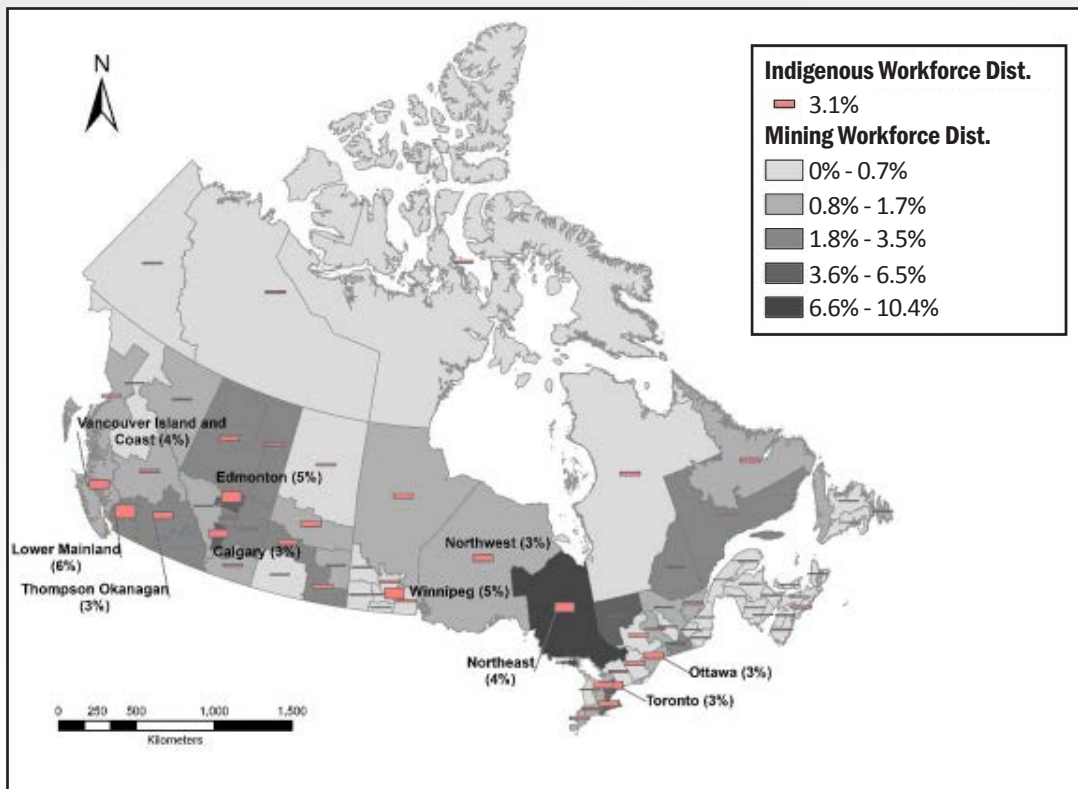 N
Indigenous Workforce Dist.
3.1%
Mining Workforce Dist.
0% - 0.7%
0.8% - 1.7%
1.8% - 3.5%
3.6% - 6.5%
6.6% - 10.4%
Vancouver Island and
Coast (4%)
Edmonton (5%)
Lower Mainland
(6%)
Calgary (3%)
Thompson Okanagan
(3%)
Northwest (3%)
Winnipeg (5%)
Northeast
(4%)
Ottawa (3%)
Toronto (3%)
0 250 500 1,000 1,500
Kilometers